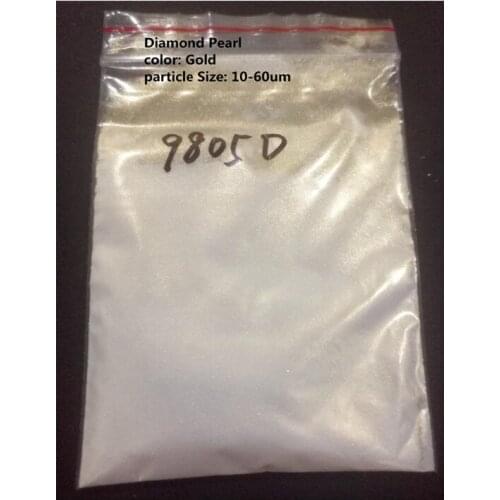 Diamond Pearl
color: Gold
particle Size: 10-60um
9805D